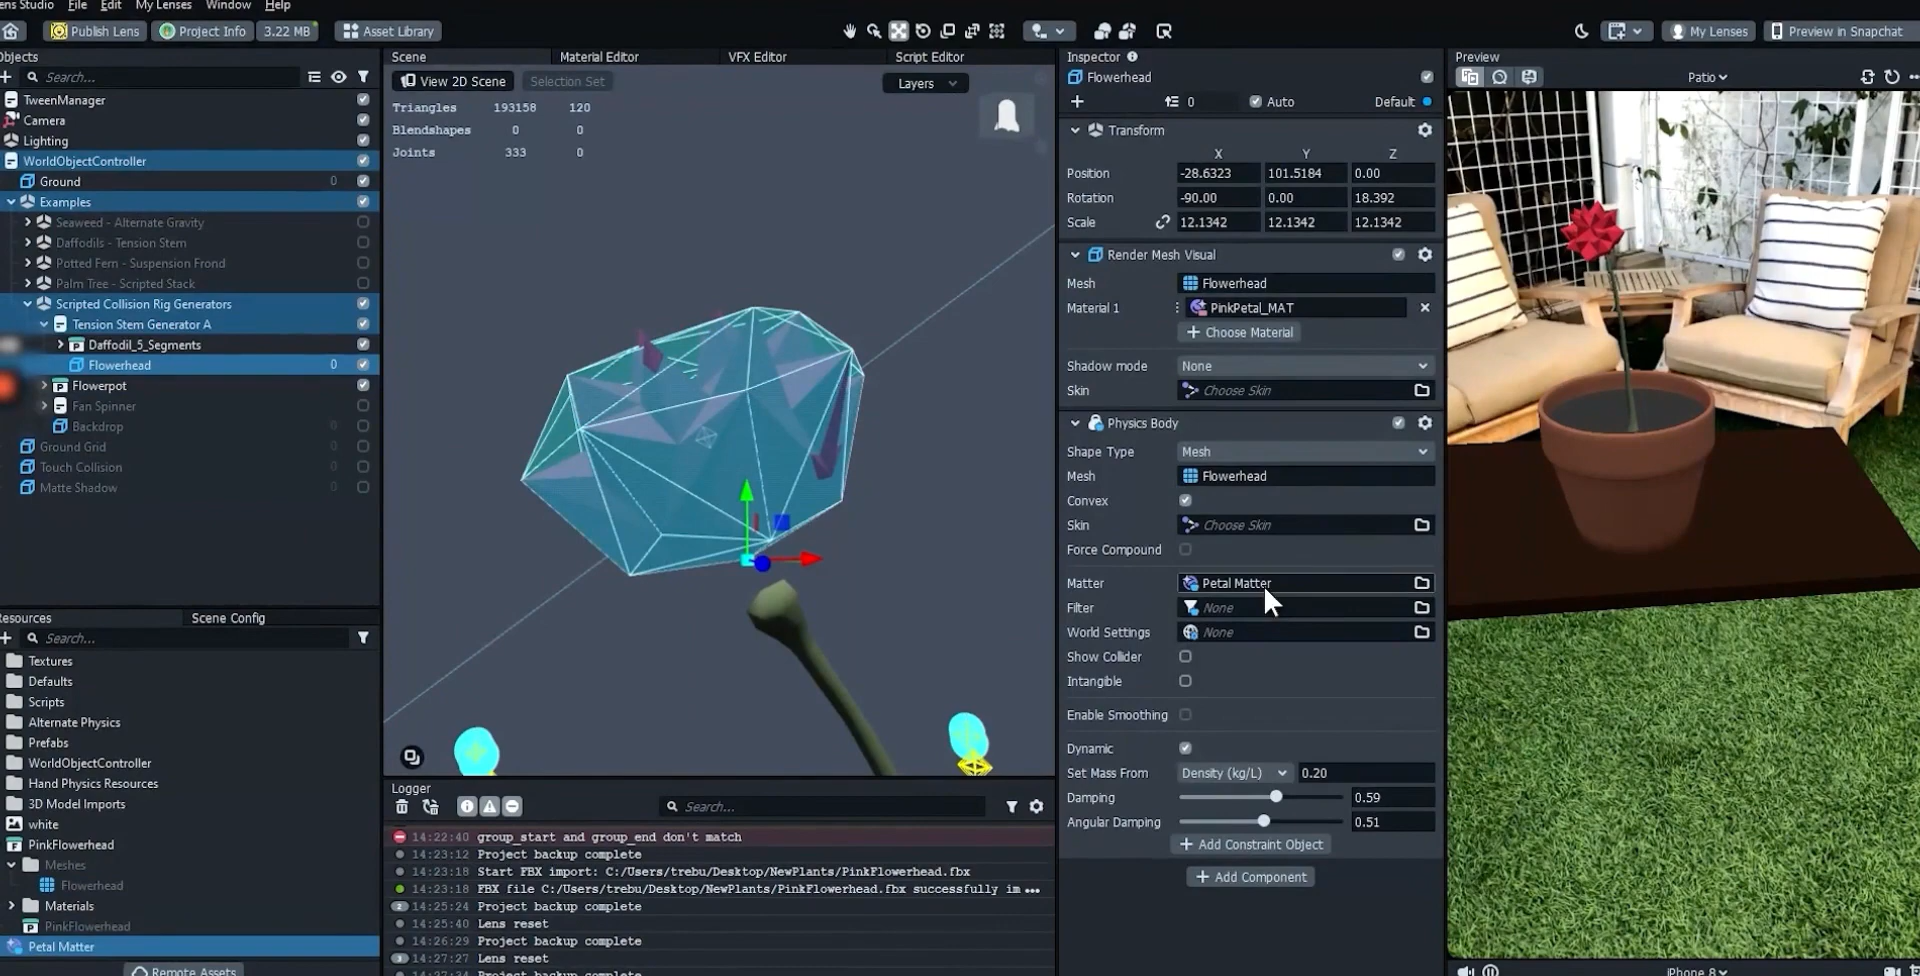 ens Studio File Edit My Lenses Window Help
Publish Lens Project Info 3.22 MB Asset Library My Lenses Preview in Snapchat
Objects
Search...
TweenManager
Camera
Lighting
WorldObjectController
Ground 0
Examples
Seaweed - Alternate Gravity
Daffodils - Tension Stem
Potted Fern - Suspension Frond
Palm Tree - Scripted Stack
Scripted Collision Rig Generators
Tension Stem Generator A
Daffodil_5_Segments
Flowerhead 0
Flowerpot
Fan Spinner
Backdrop 0
Ground Grid 0
Touch Collision 0
Matte Shadow 0
Resources Scene Config
Search...
Textures
Defaults
Scripts
Alternate Physics
Prefabs
WorldObjectController
Hand Physics Resources
3D Model Imports
white
PinkFlowerhead
Meshes
Flowerhead
Materials
PinkFlowerhead
Petal Matter
Remote Assets
Scene Material Editor VFX Editor Script Editor
View 2D Scene Selection Set Layers
Triangles 193158 120
Blendshapes 0 0
Joints 333 0
Logger
Search...
14:22:40 group_start and group_end don't match
14:23:12 Project backup complete
14:23:18 Start FBX import: C:/Users/trebu/Desktop/NewPlants/PinkFlowerhead.fbx
14:23:18 FBX file C:/Users/trebu/Desktop/NewPlants/PinkFlowerhead.fbx successfully im •••
2 14:25:24 Project backup complete
14:25:40 Lens reset
14:26:29 Project backup complete
3 14:27:27 Lens reset
14:27:34 Project backup complete
Inspector
Flowerhead
0 Auto Default
Transform
X Y Z
Position -28.6323 101.5184 0.00
Rotation -90.00 0.00 18.392
Scale 12.1342 12.1342 12.1342
Render Mesh Visual
Mesh Flowerhead
Material 1 PinkPetal_MAT
+ Choose Material
Shadow mode None
Skin Choose Skin
Physics Body
Shape Type Mesh
Mesh Flowerhead
Convex
Skin Choose Skin
Force Compound
Matter Petal Matter
Filter None
World Settings None
Show Collider
Intangible
Enable Smoothing
Dynamic
Set Mass From Density (kg/L) 0.20
Damping 0.59
Angular Damping 0.51
+ Add Constraint Object
+ Add Component
Preview
Patio
iPhone 8